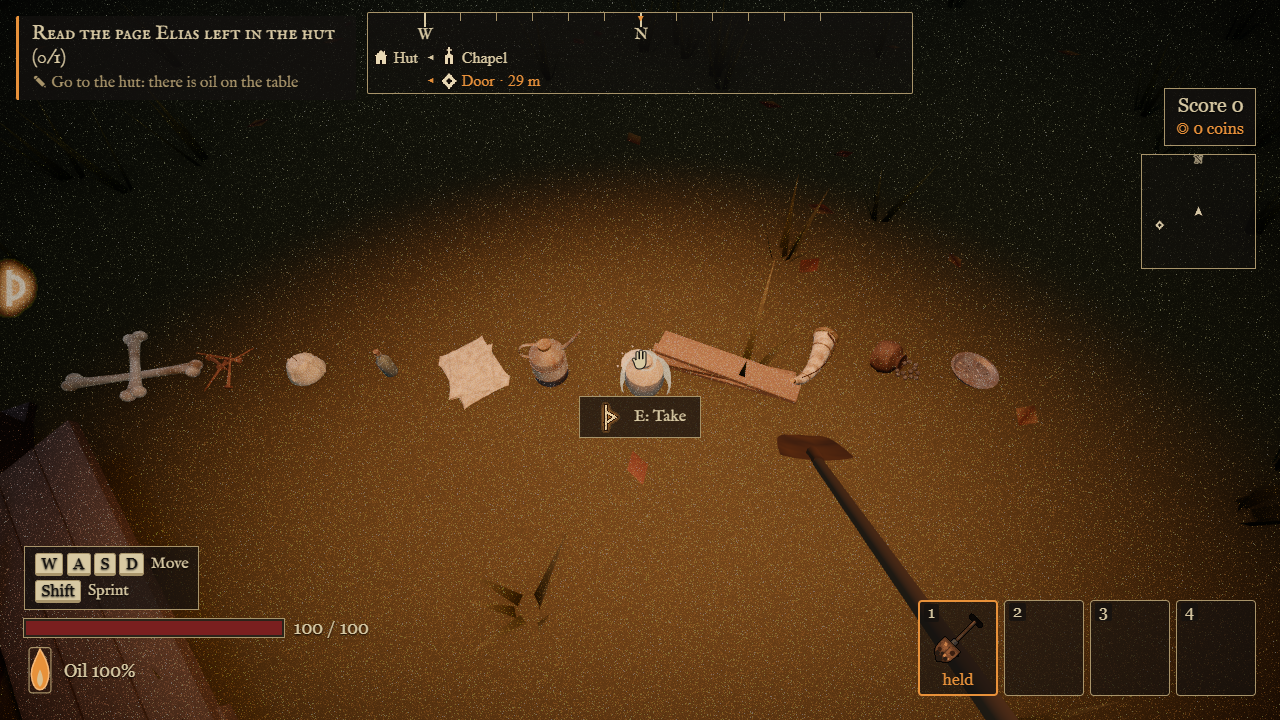 Read the page Elias left in the hut
(0/1)
Go to the hut: there is oil on the table
W N
Hut Chapel
Door · 29 m
Score 0
0 coins
E: Take
W A S D Move
Shift Sprint
100 / 100
Oil 100%
1 2 3 4
held